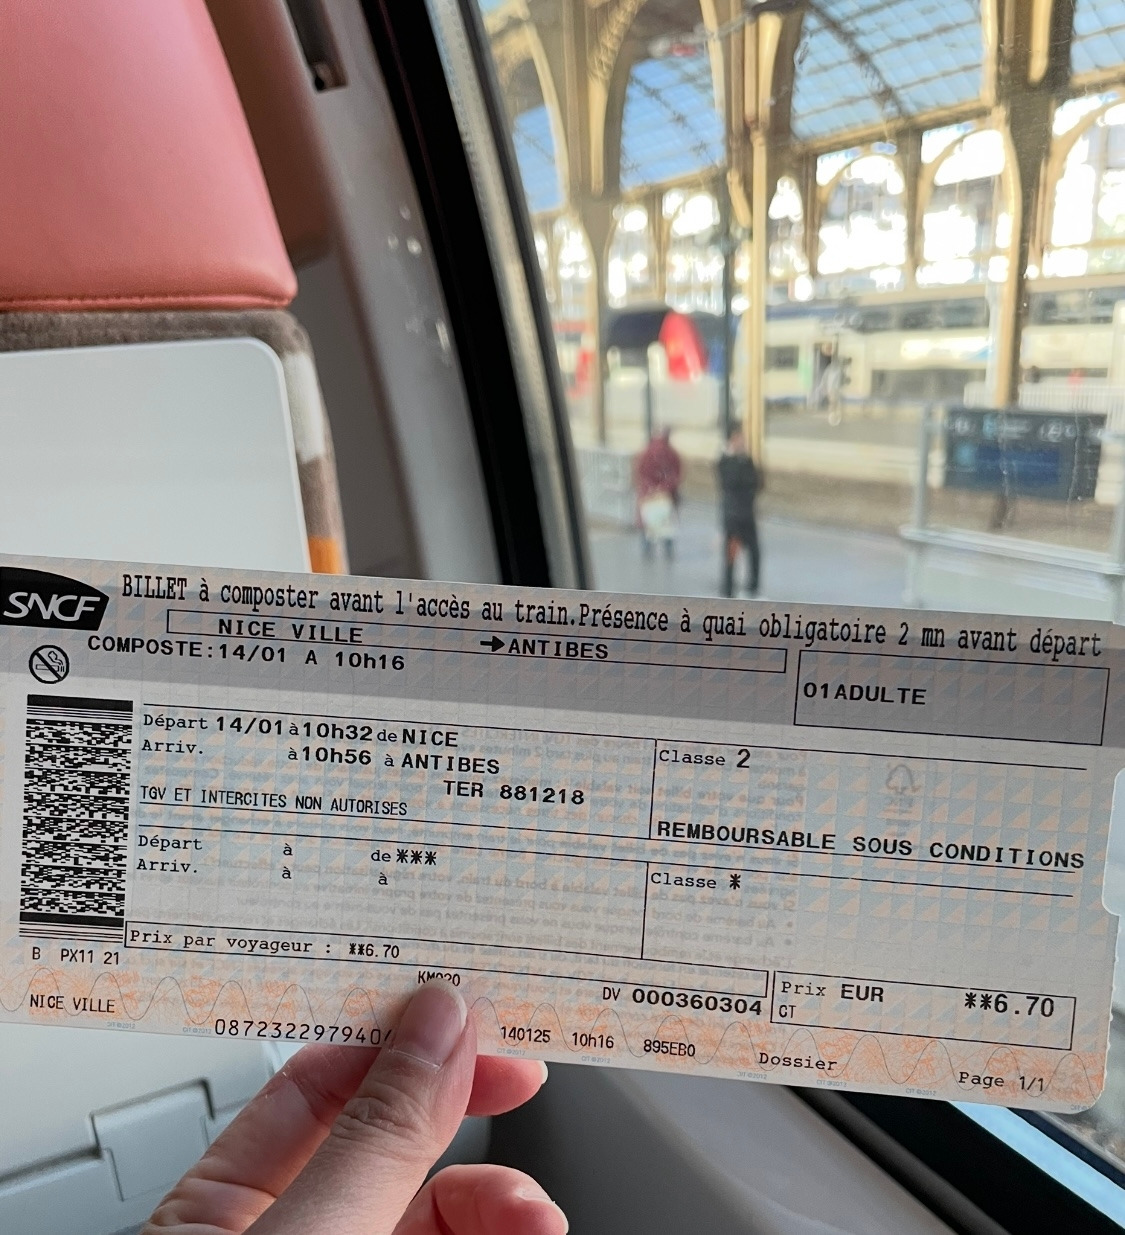 SNCF
BILLET à composter avant l'accès au train.Présence à quai obligatoire 2 mn avant départ
NICE VILLE →ANTIBES
COMPOSTE:14/01 A 10h16
01ADULTE
Départ 14/01 à 10h32 de NICE
Arriv. à 10h56 à ANTIBES
Classe 2
TER 881218
TGV ET INTERCITES NON AUTORISES
REMBOURSABLE SOUS CONDITIONS
Départ à de ***
Arriv. à à
Classe *
Prix par voyageur : **6.70
B PX11 21
Prix EUR **6.70
DV 000360304
CT
NICE VILLE
087232297940
140125 10h16 895EB0
Dossier
Page 1/1